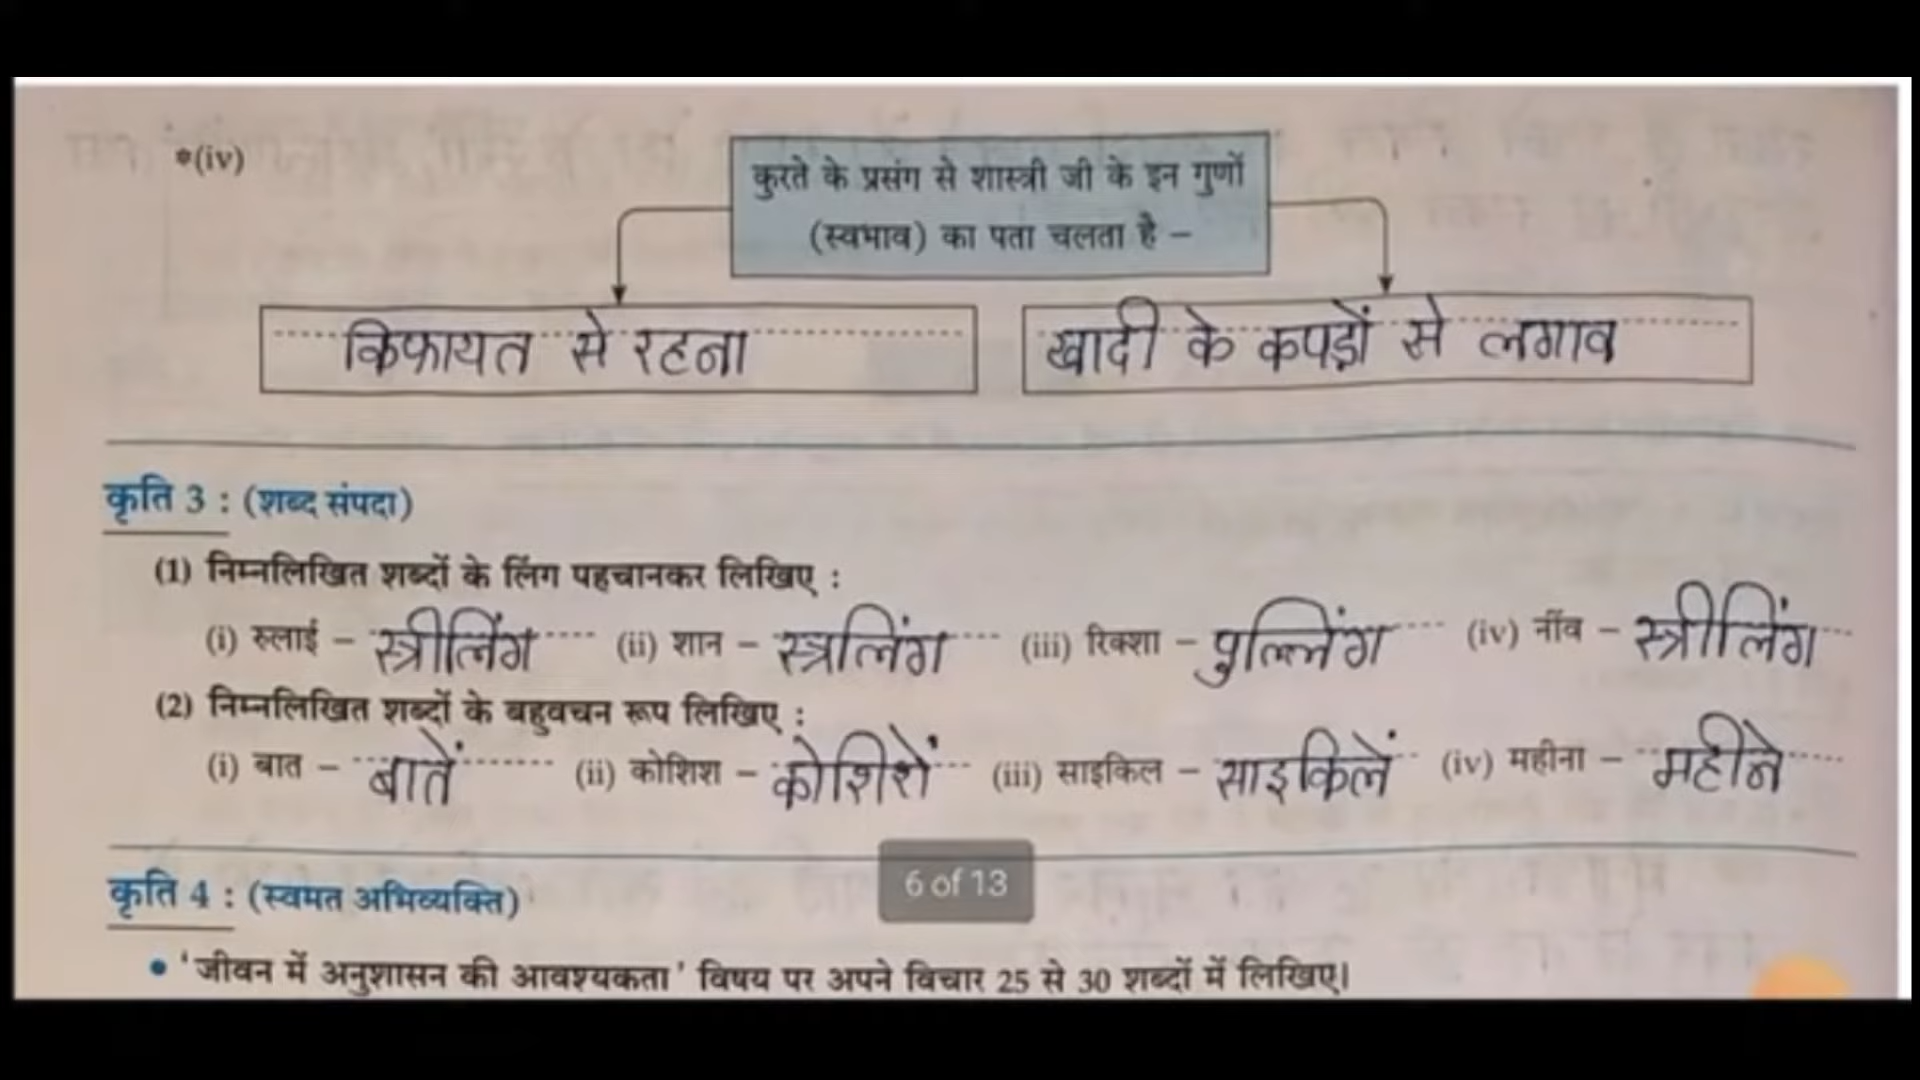 *(iv)
कुरते के प्रसंग से शास्त्री जी के इन गुणों
(स्वभाव) का पता चलता है –
किफायत से रहना
खादी के कपड़ों से लगाव
कृति 3 : (शब्द संपदा)
(1) निम्नलिखित शब्दों के लिंग पहचानकर लिखिए :
(i) रुलाई – स्त्रीलिंग (ii) शान – स्त्रलिंग (iii) रिक्शा – पुल्लिंग (iv) नींव – स्त्रीलिंग
(2) निम्नलिखित शब्दों के बहुवचन रूप लिखिए :
(i) बात – बातें (ii) कोशिश – कोशिशें (iii) साइकिल – साइकिलें (iv) महीना – महीने
कृति 4 : (स्वमत अभिव्यक्ति)
6 of 13
• 'जीवन में अनुशासन की आवश्यकता' विषय पर अपने विचार 25 से 30 शब्दों में लिखिए।